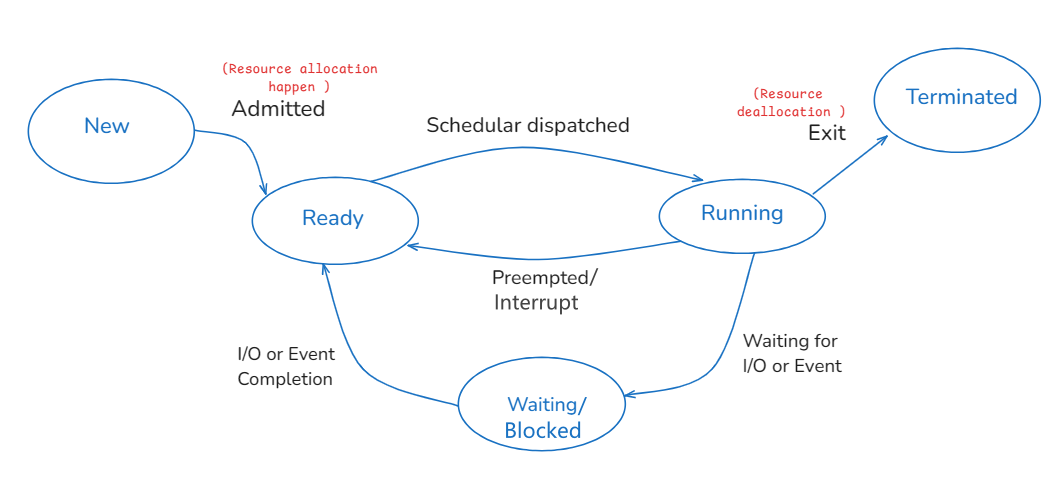 (Resource allocation
happen )
Admitted
New
Schedular dispatched
(Resource
deallocation )
Exit
Terminated
Ready
Running
Preempted/
Interrupt
I/O or Event
Completion
Waiting for
I/O or Event
Waiting/
Blocked